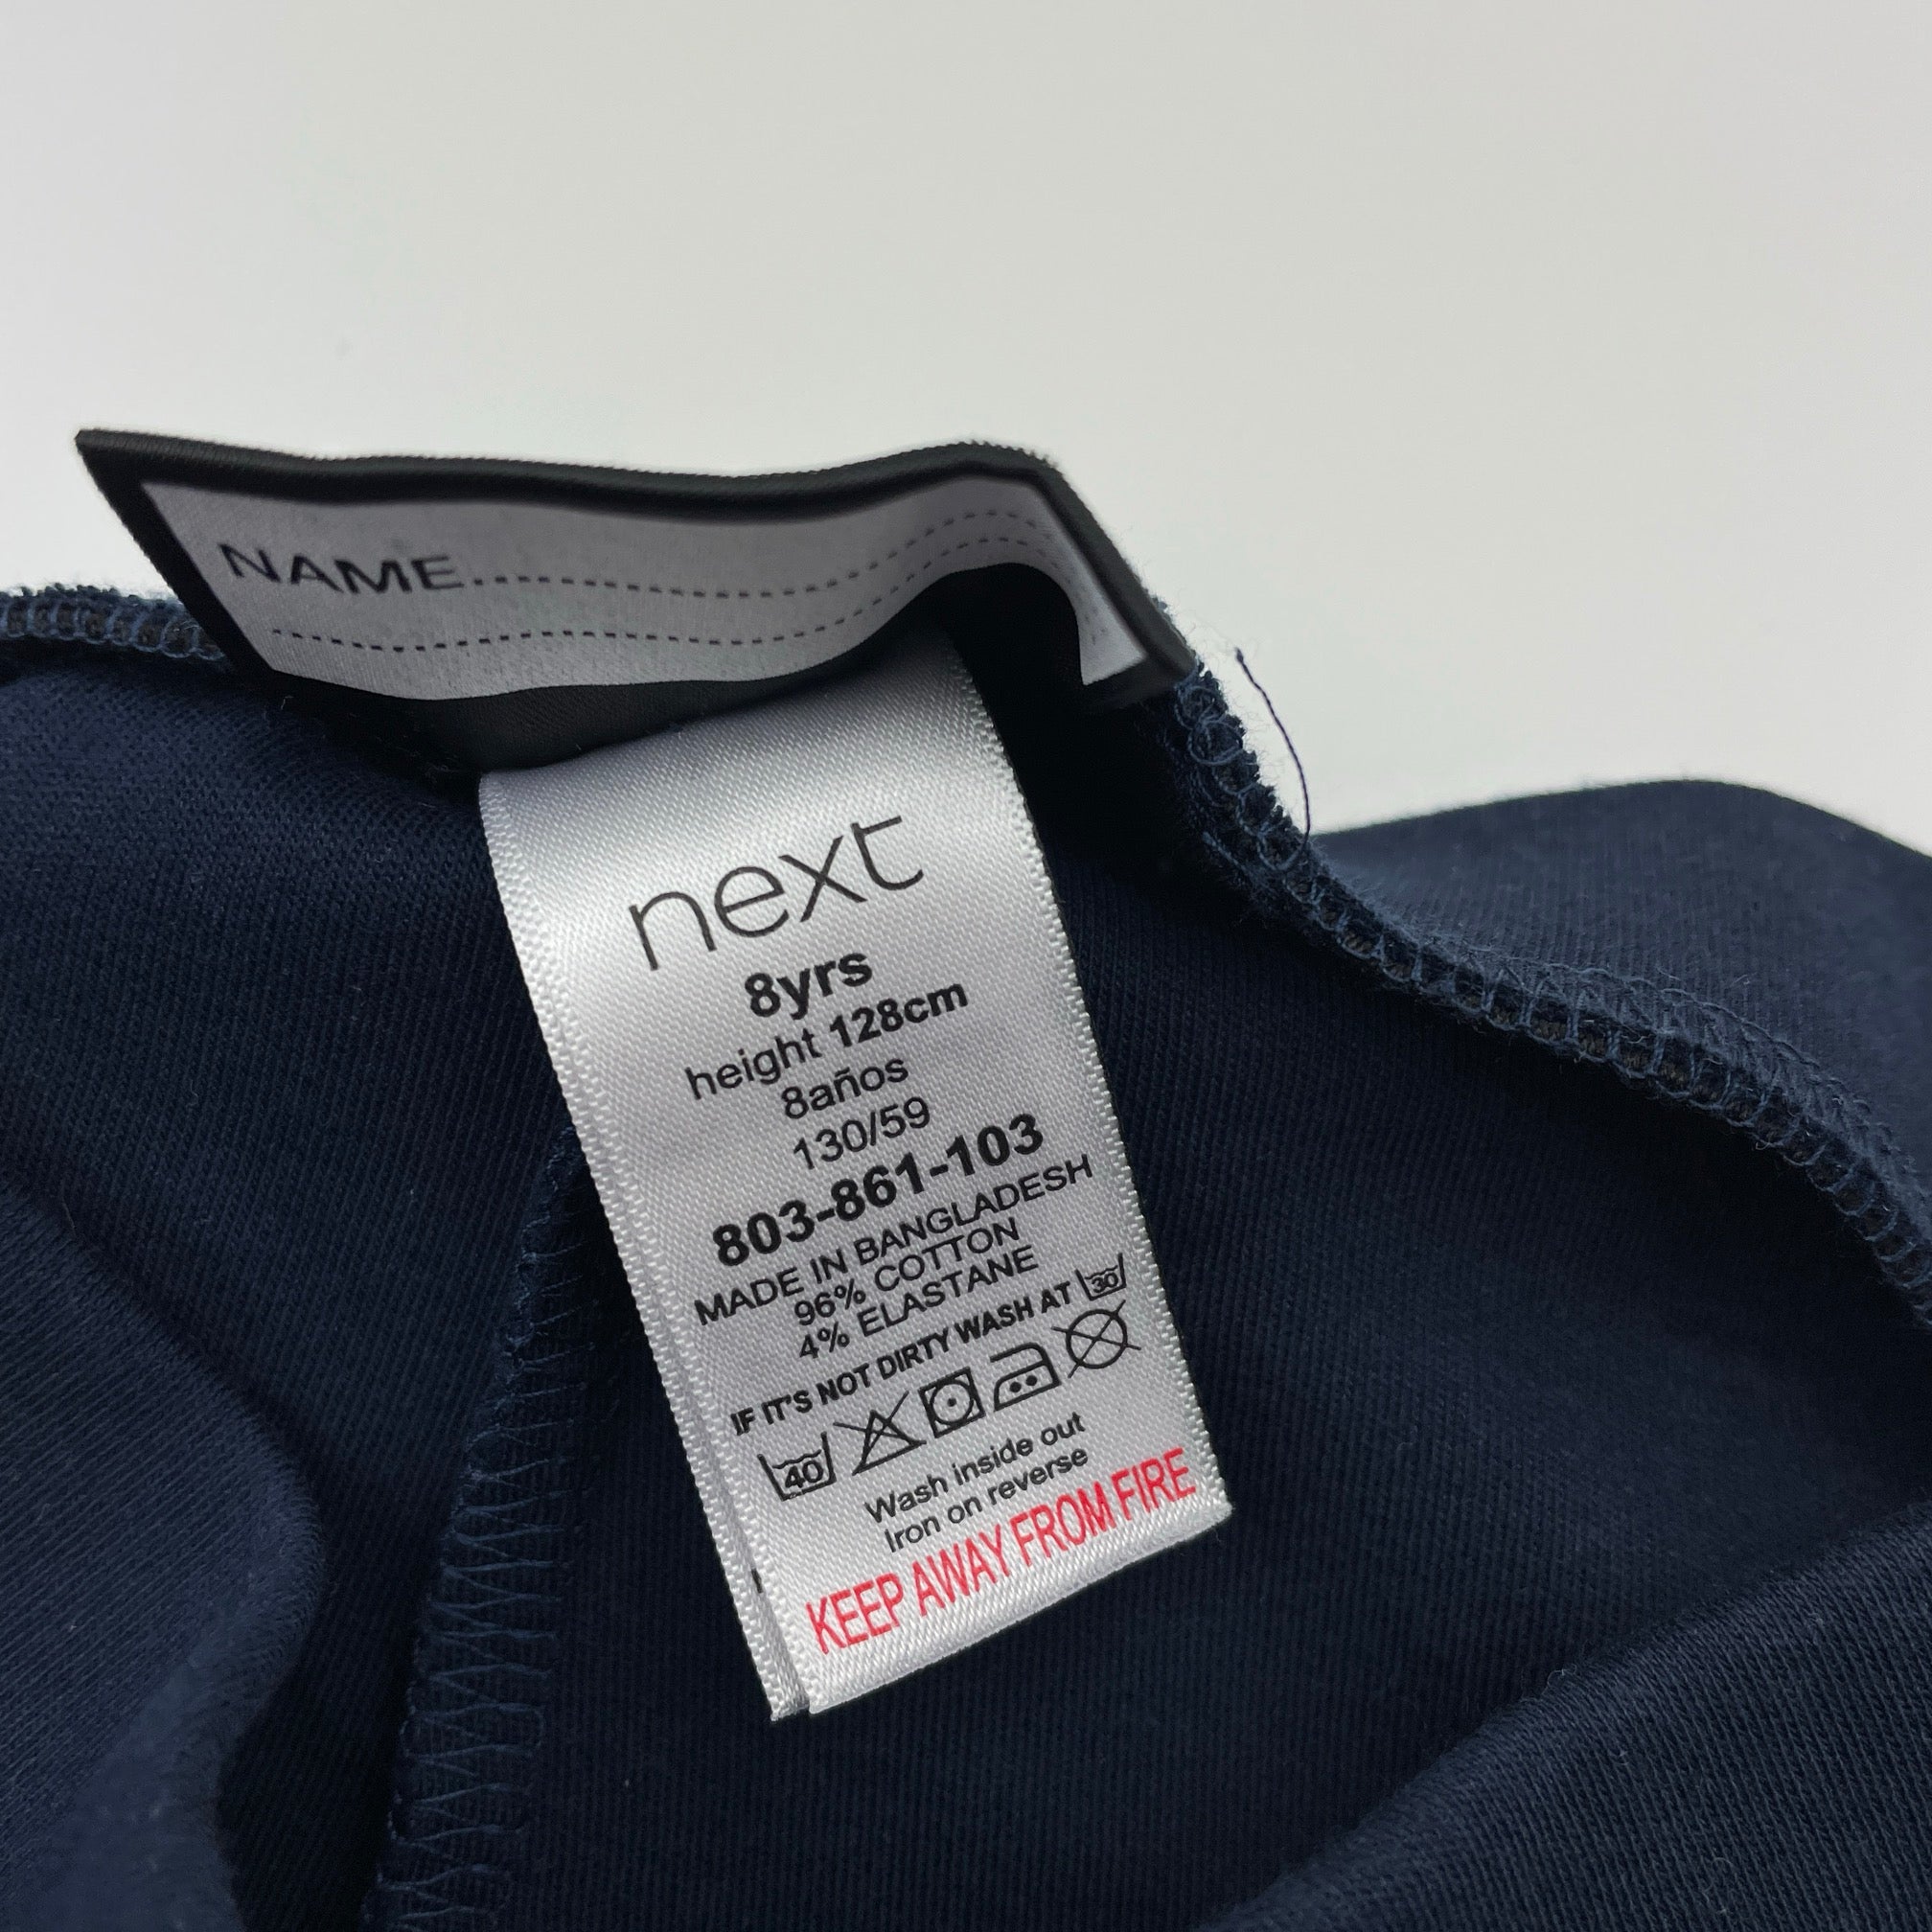 NAME
next
8yrs
height 128cm
8años
130/59
803-861-103
MADE IN BANGLADESH
96% COTTON
4% ELASTANE
IF IT'S NOT DIRTY WASH AT 30
40
Wash inside out
Iron on reverse
KEEP AWAY FROM FIRE